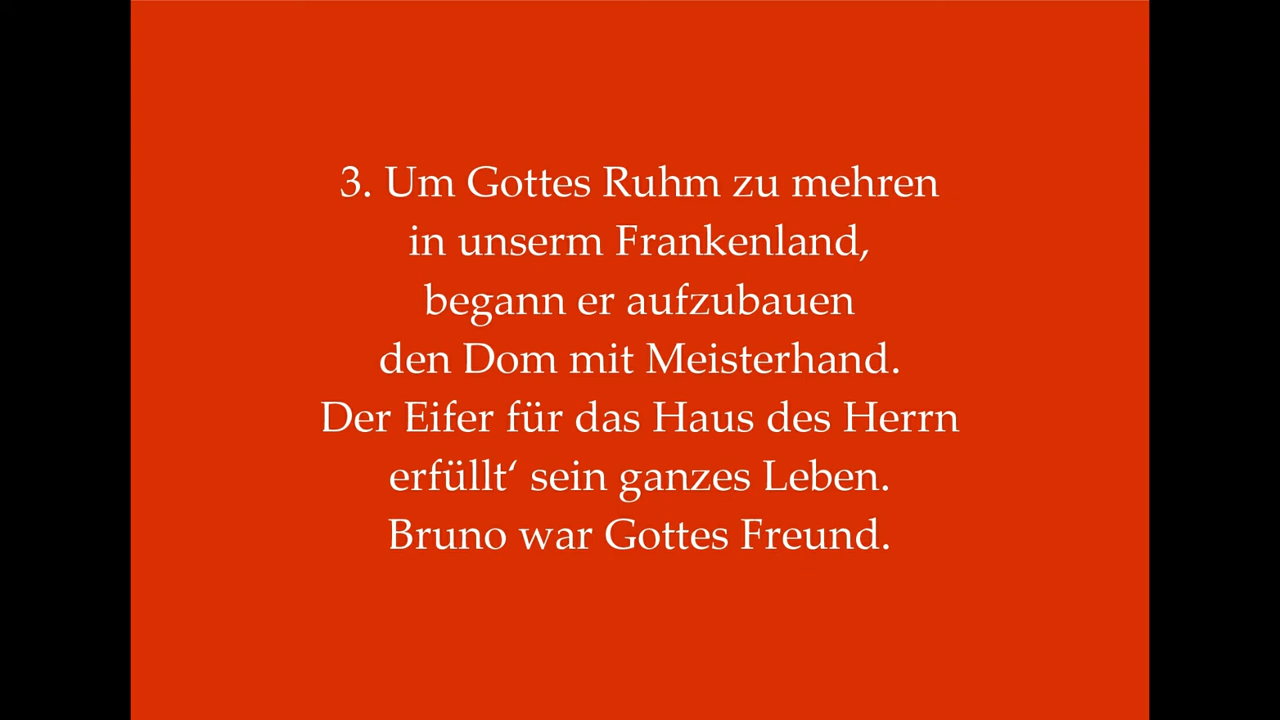 3. Um Gottes Ruhm zu mehren
in unserm Frankenland,
begann er aufzubauen
den Dom mit Meisterhand.
Der Eifer für das Haus des Herrn
erfüllt‘ sein ganzes Leben.
Bruno war Gottes Freund.